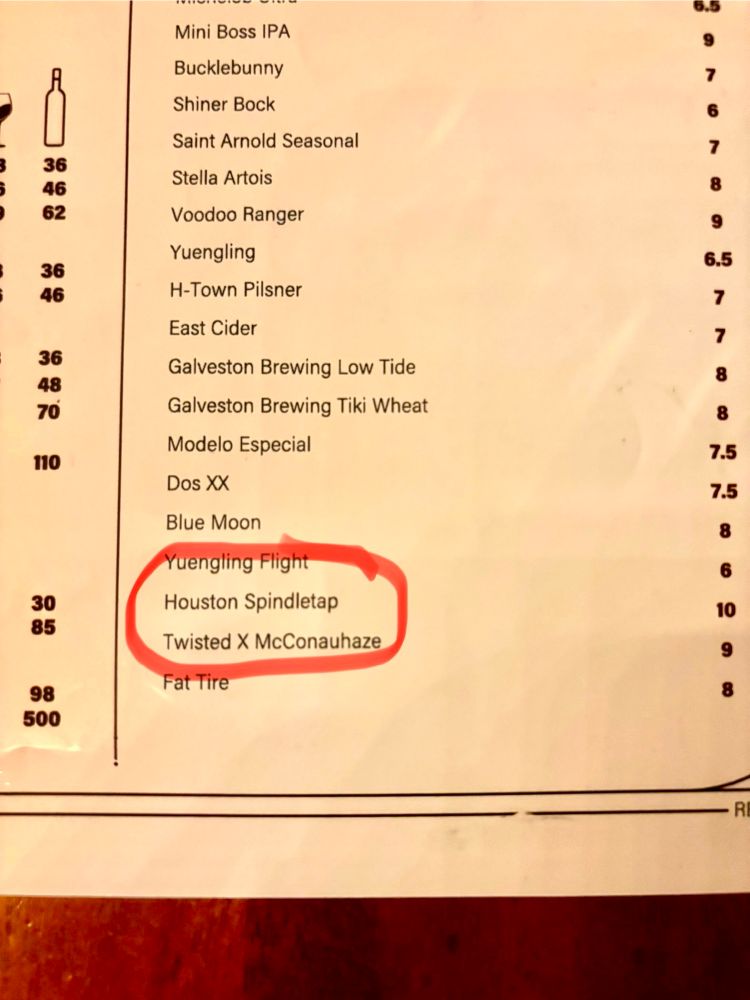 6.5
Mini Boss IPA 9
Bucklebunny 7
Shiner Bock 6
Saint Arnold Seasonal 7
Stella Artois 8
Voodoo Ranger 9
Yuengling 6.5
H-Town Pilsner 7
East Cider 7
Galveston Brewing Low Tide 8
Galveston Brewing Tiki Wheat 8
Modelo Especial 7.5
Dos XX 7.5
Blue Moon 8
Yuengling Flight 6
Houston Spindletap 10
Twisted X McConauhaze 9
Fat Tire 8
36
46
62
36
46
36
48
70
110
30
85
98
500